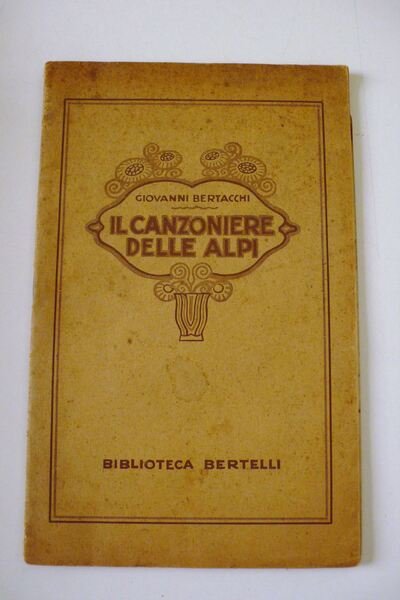 GIOVANNI BERTACCHI
IL CANZONIERE
DELLE ALPI
BIBLIOTECA BERTELLI